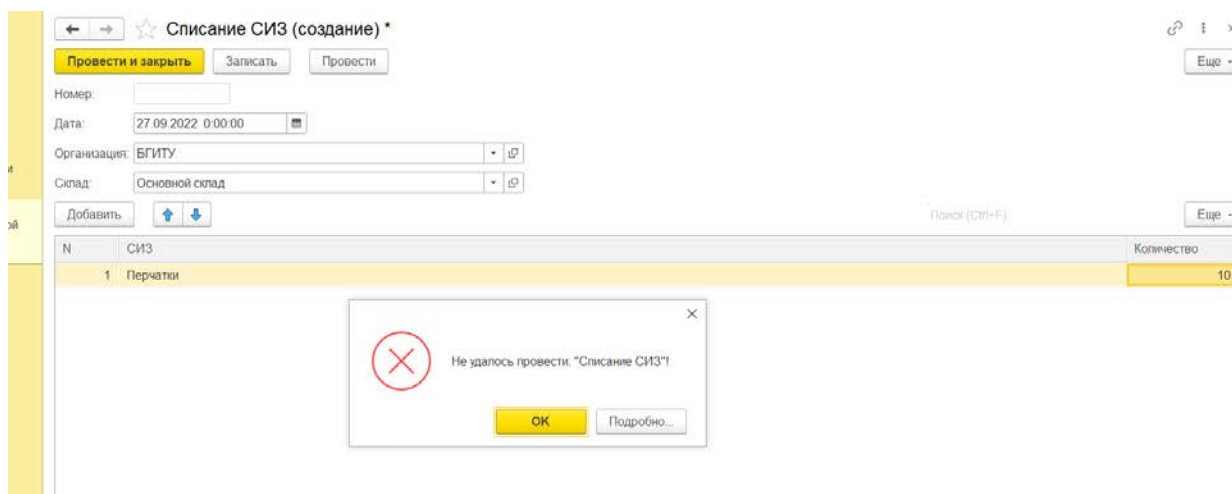 Списание СИЗ (создание) *
Провести и закрыть Записать Провести Еще
Номер:
Дата: 27.09.2022 0:00:00
Организация: БГИТУ
Склад: Основной склад
Добавить Поиск (Ctrl+F) Еще
N СИЗ Количество
1 Перчатки 10
Не удалось провести: "Списание СИЗ"!
ОК Подробно...